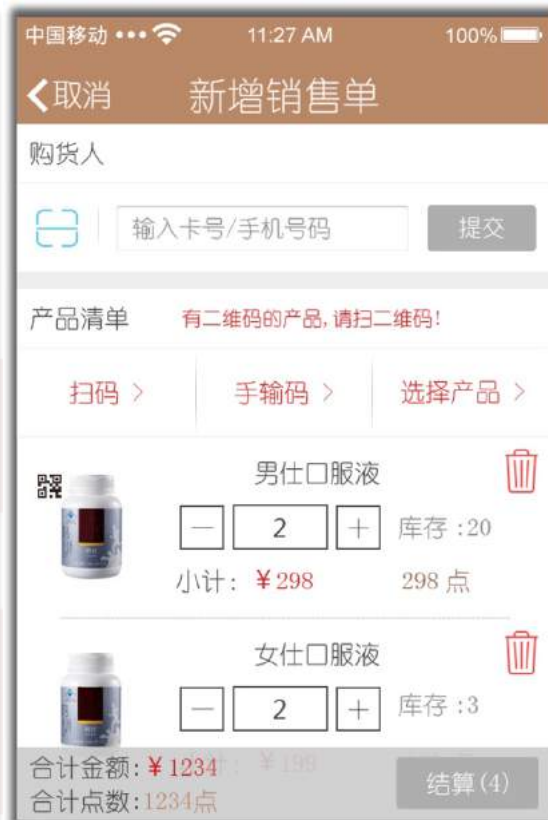 中国移动 11:27 AM 100%
取消 新增销售单
购货人
输入卡号/手机号码 提交
产品清单 有二维码的产品,请扫二维码!
扫码 > 手输码 > 选择产品 >
男仕口服液
— 2 + 库存:20
小计: ¥298 298 点
女仕口服液
— 2 + 库存:3
合计金额:¥1234 ¥199
合计点数:1234点 结算(4)